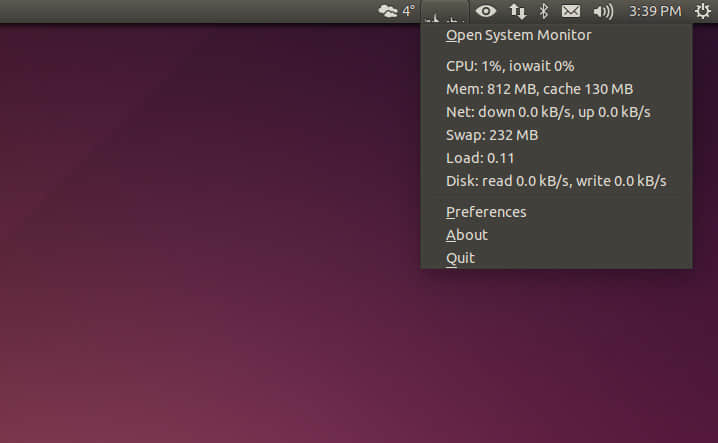 4° 3:39 PM
Open System Monitor
CPU: 1%, iowait 0%
Mem: 812 MB, cache 130 MB
Net: down 0.0 kB/s, up 0.0 kB/s
Swap: 232 MB
Load: 0.11
Disk: read 0.0 kB/s, write 0.0 kB/s
Preferences
About
Quit